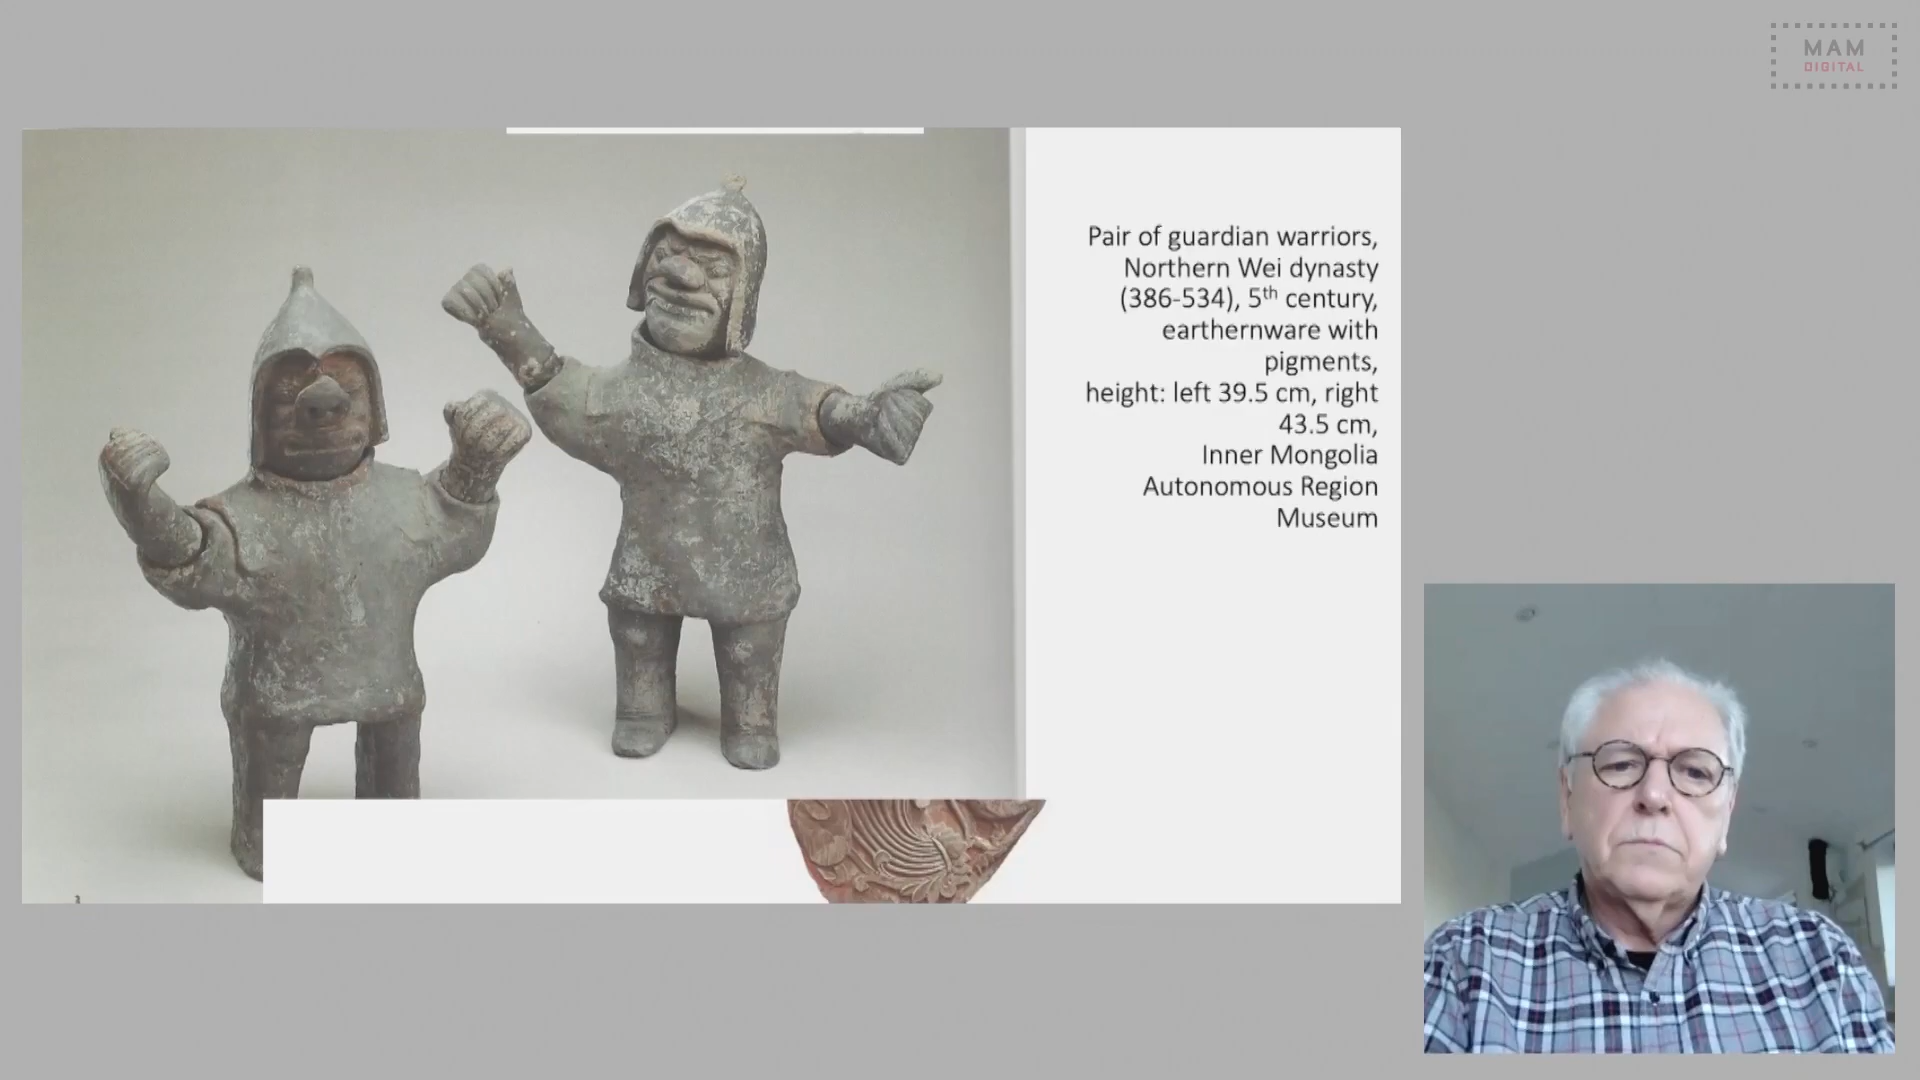 MAM
DIGITAL
Pair of guardian warriors,
Northern Wei dynasty
(386-534), 5th century,
earthernware with
pigments,
height: left 39.5 cm, right
43.5 cm,
Inner Mongolia
Autonomous Region
Museum